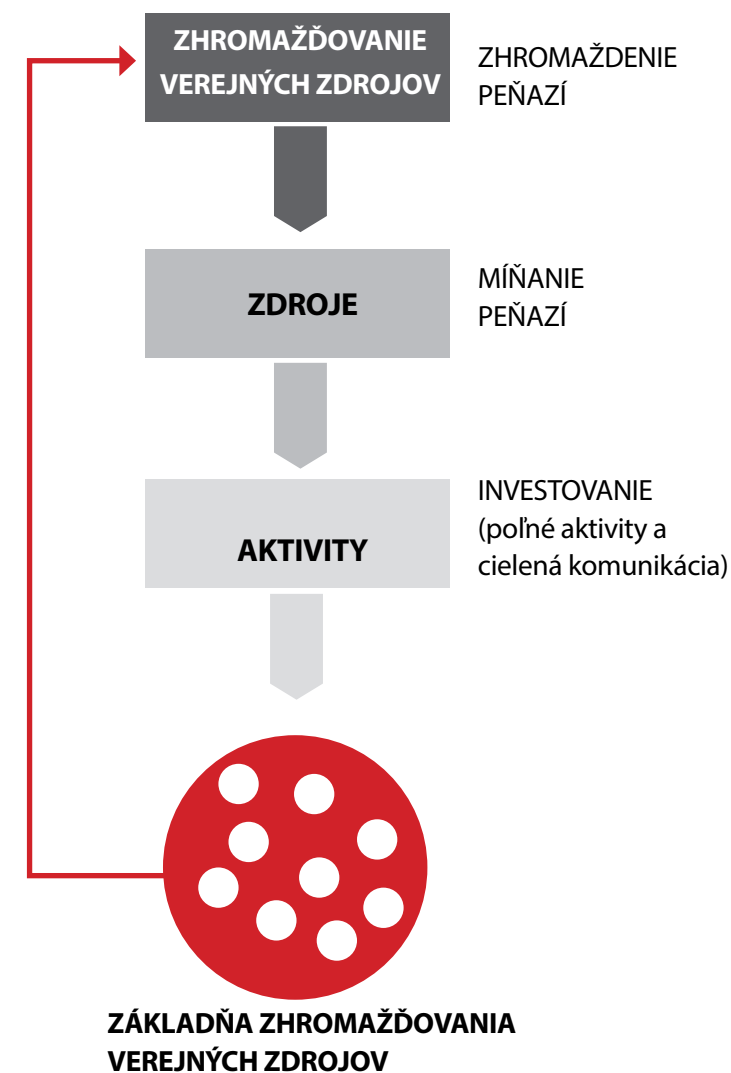 ZHROMAŽĎOVANIE
VEREJNÝCH ZDROJOV
ZHROMAŽDENIE
PEŇAZÍ
ZDROJE
MÍŇANIE
PEŇAZÍ
AKTIVITY
INVESTOVANIE
(poľné aktivity a
cielená komunikácia)
ZÁKLADŇA ZHROMAŽĎOVANIA
VEREJNÝCH ZDROJOV